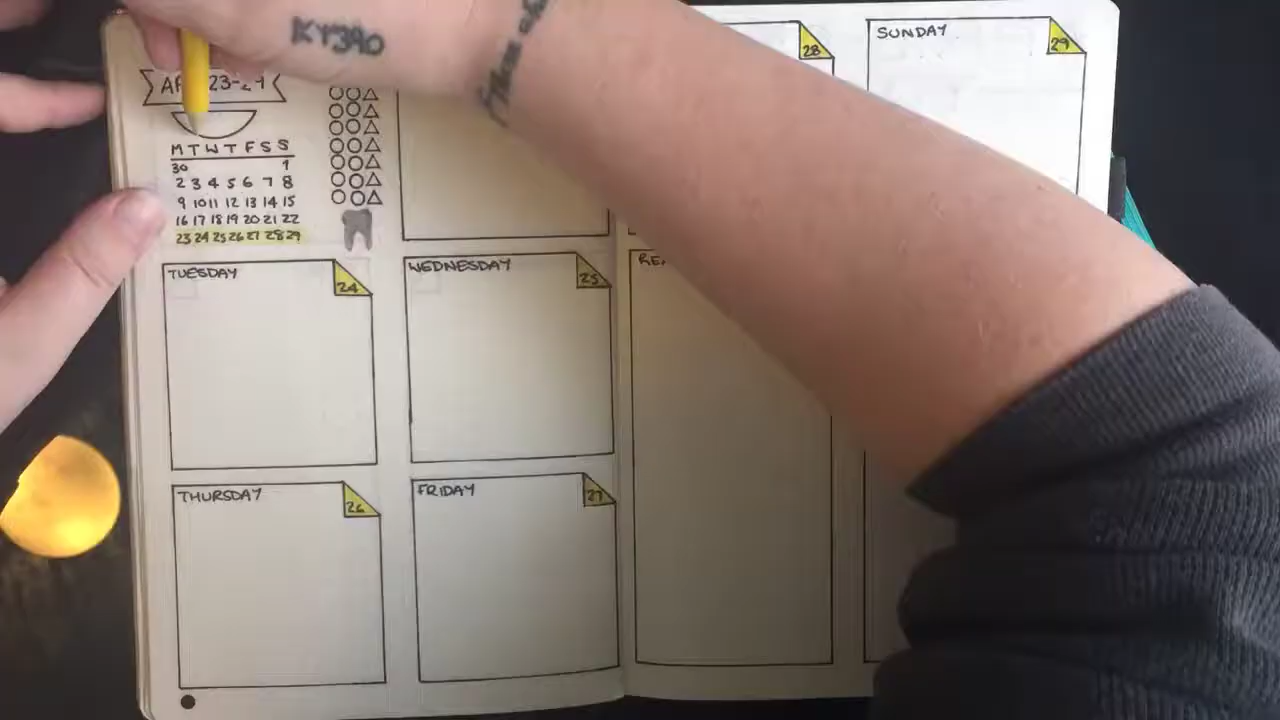 KY390
28
SUNDAY
29
M T W T F S S
30 1
2 3 4 5 6 7 8
9 10 11 12 13 14 15
16 17 18 19 20 21 22
23 24 25 26 27 28 29
TUESDAY
24
WEDNESDAY
25
THURSDAY
26
FRIDAY
27